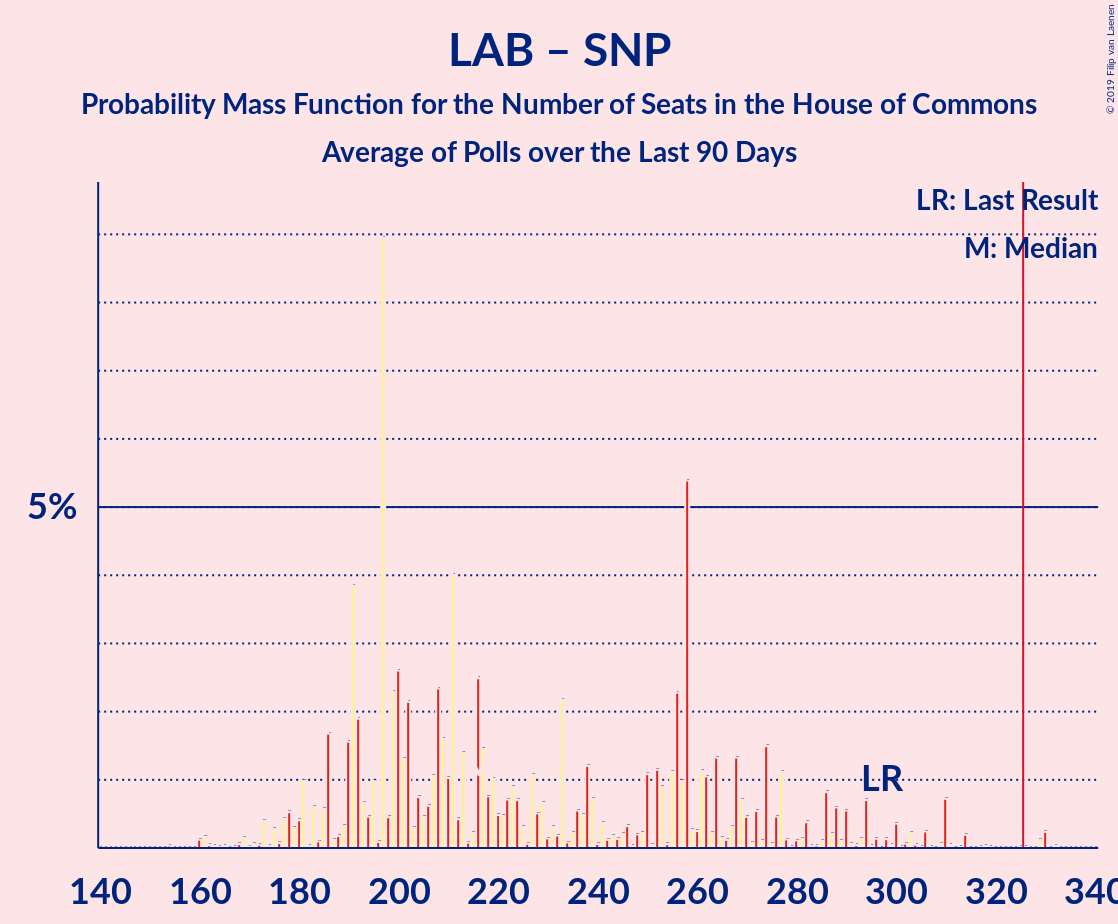 LAB – SNP
Probability Mass Function for the Number of Seats in the House of Commons
Average of Polls over the Last 90 Days
© 2019 Filip van Laenen
LR: Last Result
M: Median
5%
LR
140 160 180 200 220 240 260 280 300 320 340